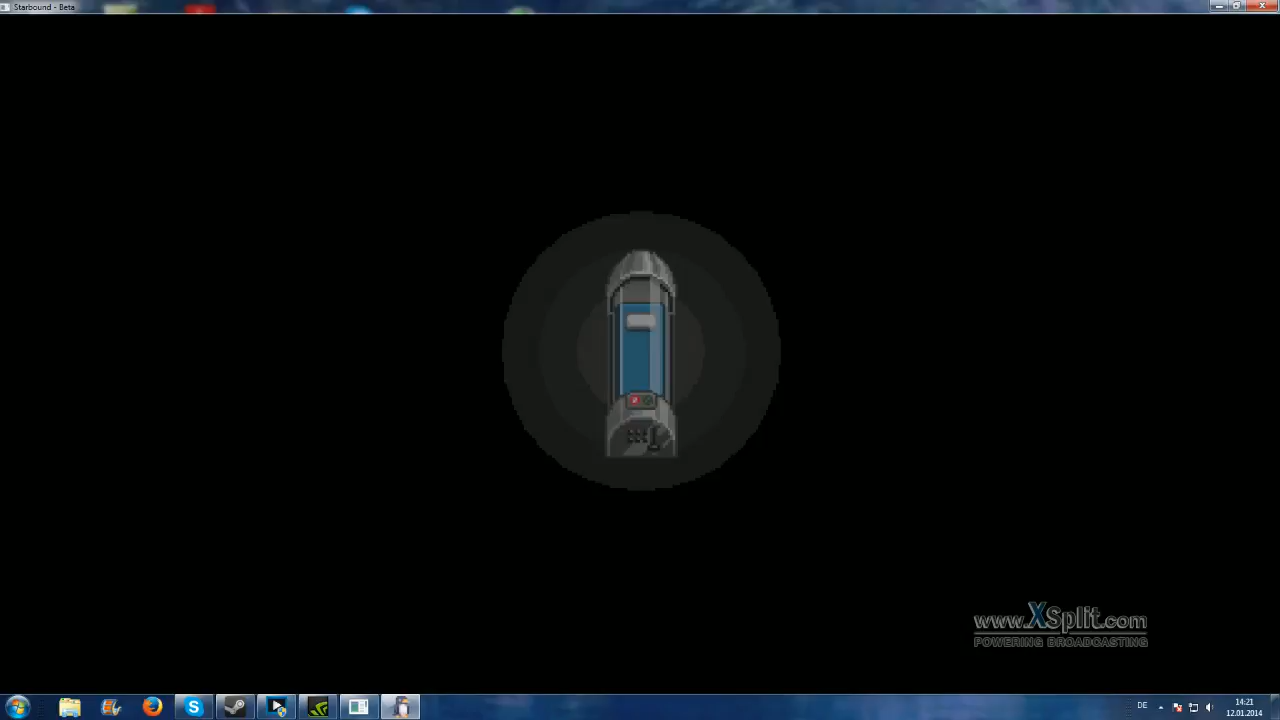 Starbound - Beta
www.XSplit.com
POWERING BROADCASTING
DE
14:21
12.01.2014